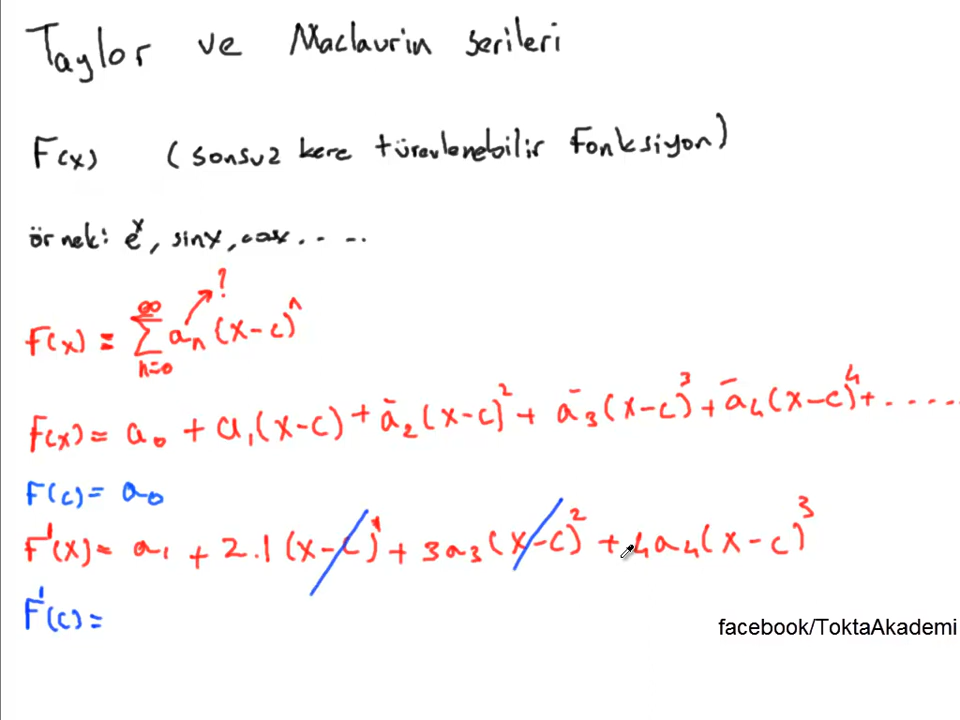 Taylor ve Maclaurin Serileri
F(x) (sonsuz kere türevlenebilir Fonksiyon)
örnek: e^x, sinx, cosx. . ....
?
F(x) = ∑_{n=0}^{∞} a_n (x-c)^n
F(x) = a_0 + a_1(x-c) + a_2(x-c)^2 + a_3(x-c)^3 + a_4(x-c)^4 + .....
F(c) = a_0
F'(x) = a_1 + 2.1(x-c)^1 + 3a_3(x-c)^2 + 4a_4(x-c)^3
F'(c) =
facebook/ToktaAkademi